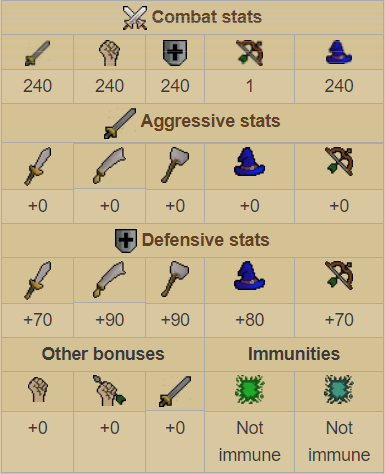 Combat stats
240 240 240 1 240
Aggressive stats
+0 +0 +0 +0 +0
Defensive stats
+70 +90 +90 +80 +70
Other bonuses Immunities
+0 +0 +0 Not immune Not immune